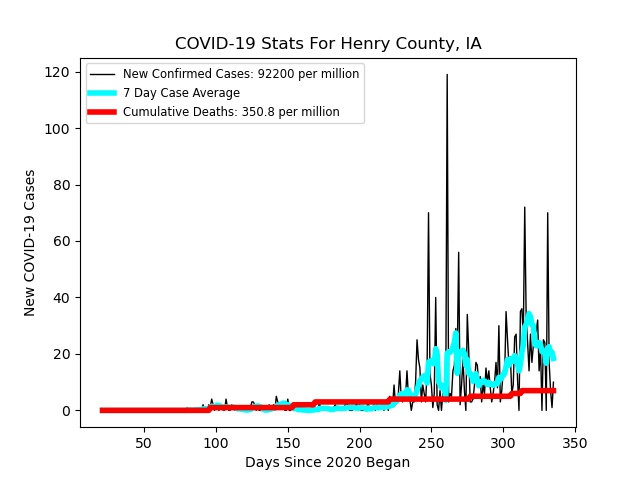 COVID-19 Stats For Henry County, IA
New Confirmed Cases: 92200 per million
7 Day Case Average
Cumulative Deaths: 350.8 per million
120
100
80
60
40
20
0
New COVID-19 Cases
50 100 150 200 250 300 350
Days Since 2020 Began